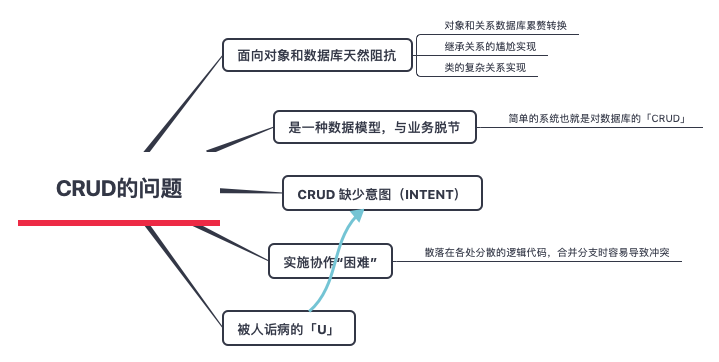 CRUD的问题
面向对象和数据库天然阻抗
对象和关系数据库累赘转换
继承关系的尴尬实现
类的复杂关系实现
是一种数据模型，与业务脱节
简单的系统也就是对数据库的「CRUD」
CRUD 缺少意图（INTENT）
实施协作“困难”
散落在各处分散的逻辑代码，合并分支时容易导致冲突
被人诟病的「U」